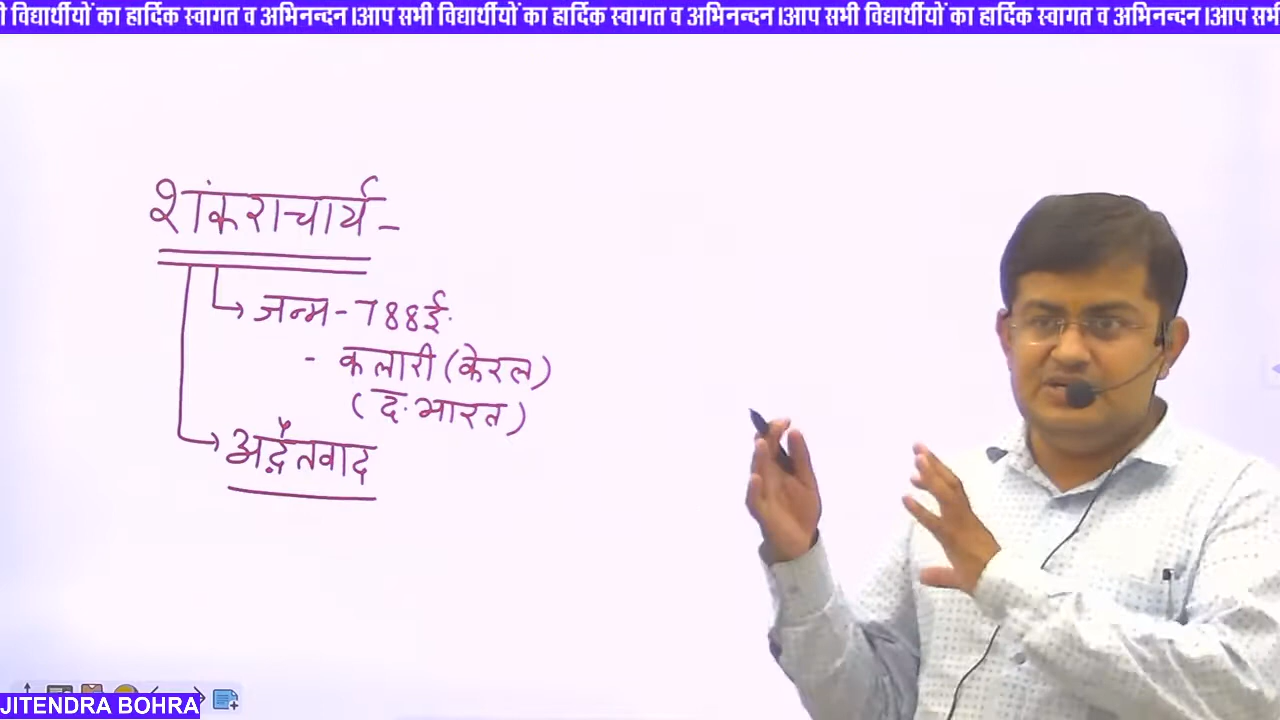 ी विद्यार्थीयों का हार्दिक स्वागत व अभिनन्दन ।आप सभी विद्यार्थीयों का हार्दिक स्वागत व अभिनन्दन ।आप सभी विद्यार्थीयों का हार्दिक स्वागत व अभिनन्दन ।आप सभी
शंकराचार्य -
जन्म - 788ई.
- कलारी (केरल)
(द. भारत)
अद्वैतवाद
JITENDRA BOHRA